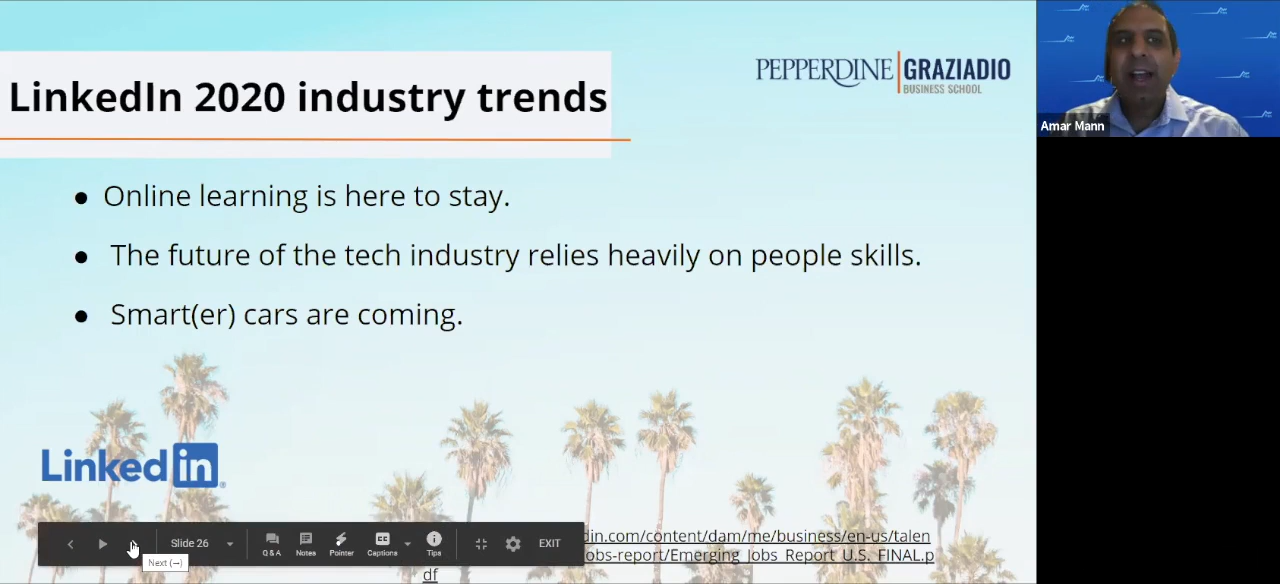 LinkedIn 2020 industry trends
PEPPERDINE GRAZIADIO
BUSINESS SCHOOL
Amar Mann
● Online learning is here to stay.
● The future of the tech industry relies heavily on people skills.
● Smart(er) cars are coming.
Linked in
din.com/content/dam/me/business/en-us/talen
obs-report/Emerging_Jobs_Report_U.S._FINAL.p
df
Slide 26
Q & A Notes Pointer Captions Tips
EXIT
Next (→)